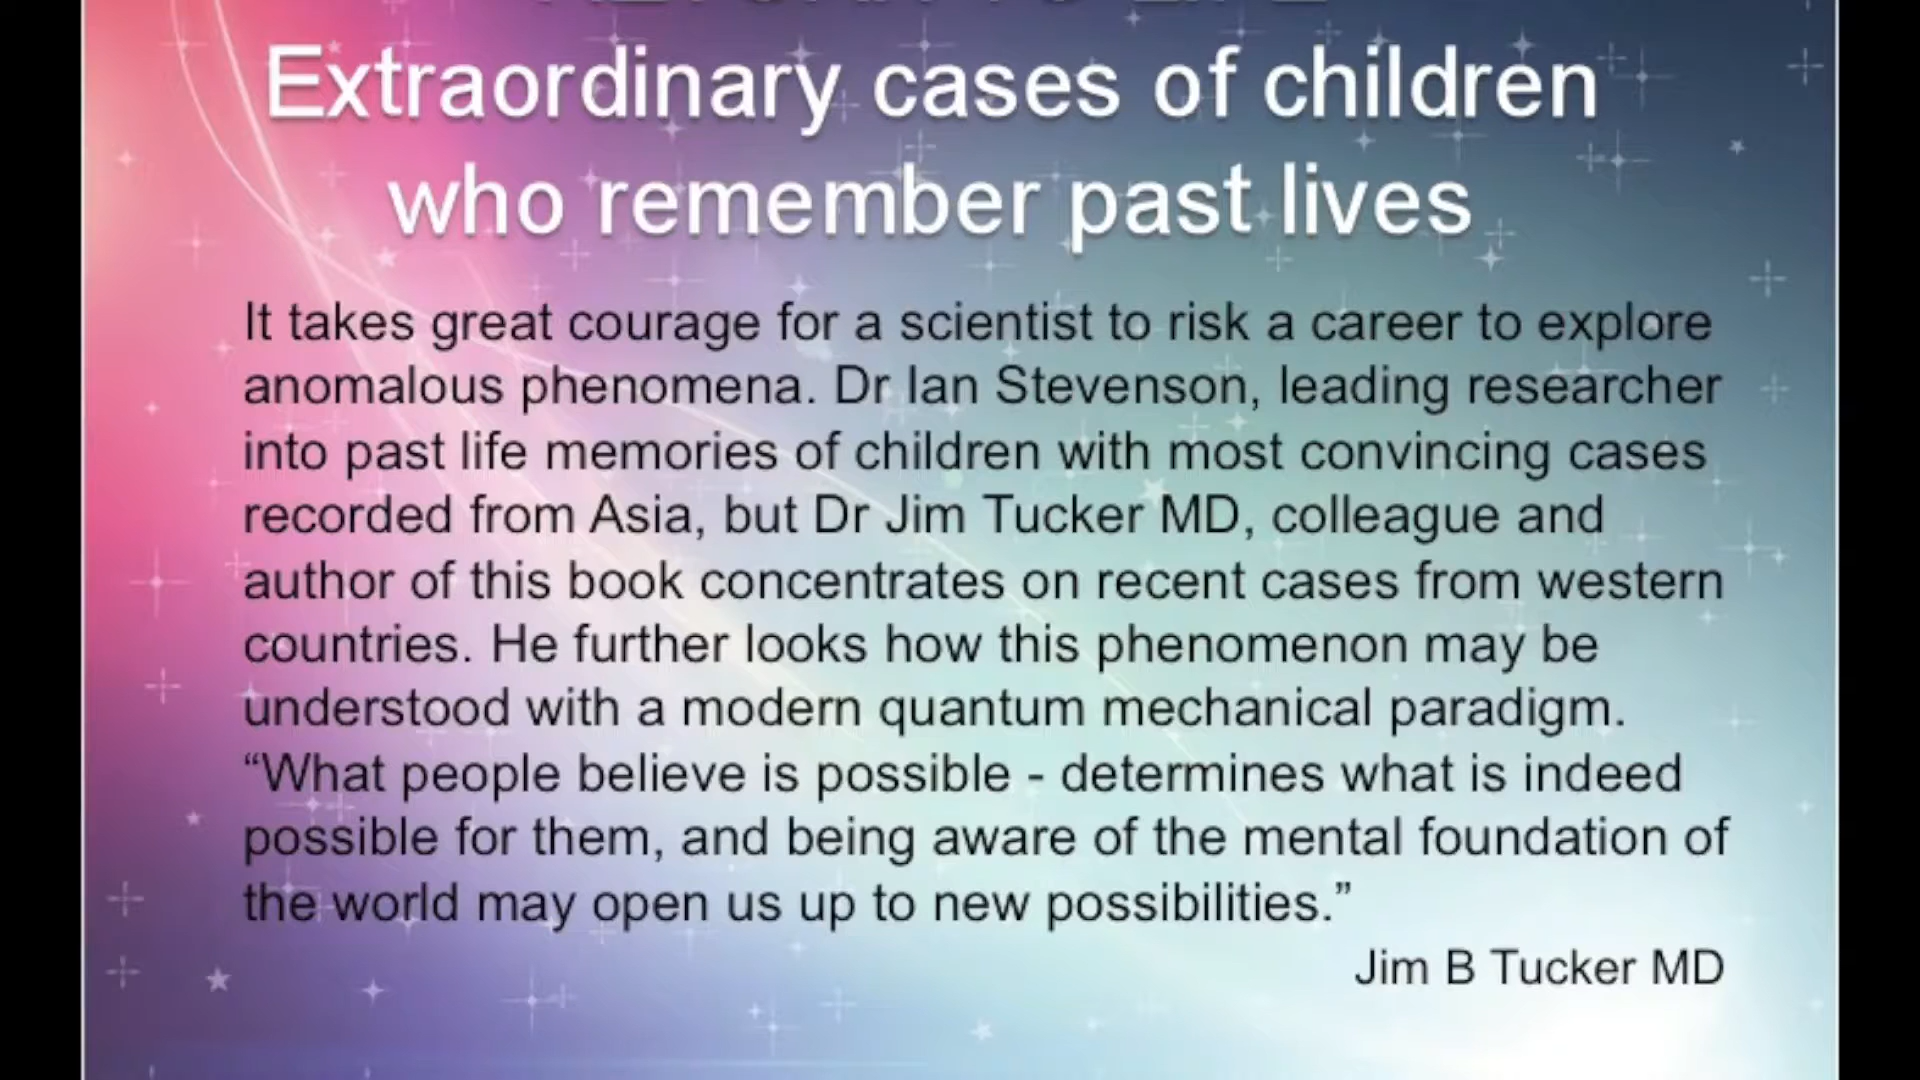 Extraordinary cases of children
who remember past lives
It takes great courage for a scientist to risk a career to explore
anomalous phenomena. Dr Ian Stevenson, leading researcher
into past life memories of children with most convincing cases
recorded from Asia, but Dr Jim Tucker MD, colleague and
author of this book concentrates on recent cases from western
countries. He further looks how this phenomenon may be
understood with a modern quantum mechanical paradigm.
“What people believe is possible - determines what is indeed
possible for them, and being aware of the mental foundation of
the world may open us up to new possibilities.”
Jim B Tucker MD